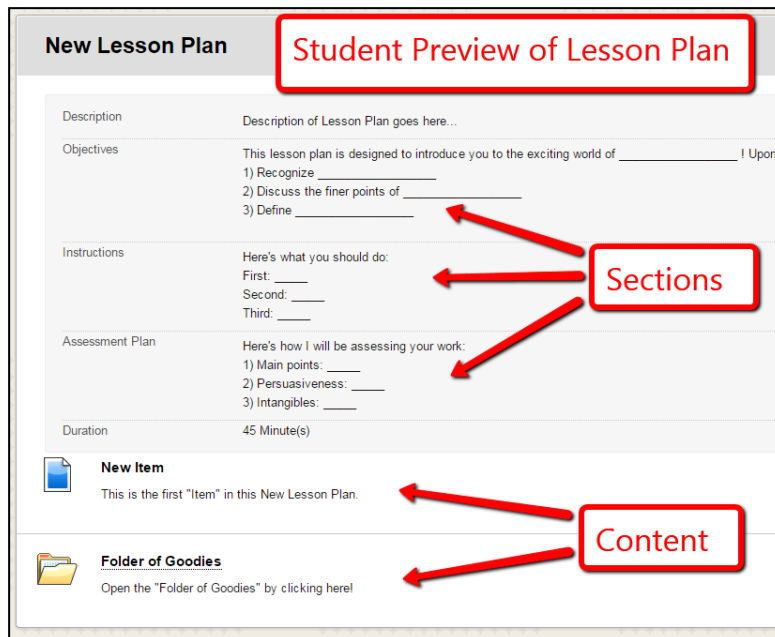 New Lesson Plan
Student Preview of Lesson Plan
Description
Description of Lesson Plan goes here...
Objectives
This lesson plan is designed to introduce you to the exciting world of __________________ ! Upon
1) Recognize __________________
2) Discuss the finer points of __________________
3) Define __________________
Instructions
Here's what you should do:
First: _____
Second: _____
Third: _____
Sections
Assessment Plan
Here's how I will be assessing your work:
1) Main points: _____
2) Persuasiveness: _____
3) Intangibles: _____
Duration
45 Minute(s)
New Item
This is the first "Item" in this New Lesson Plan.
Content
Folder of Goodies
Open the "Folder of Goodies" by clicking here!